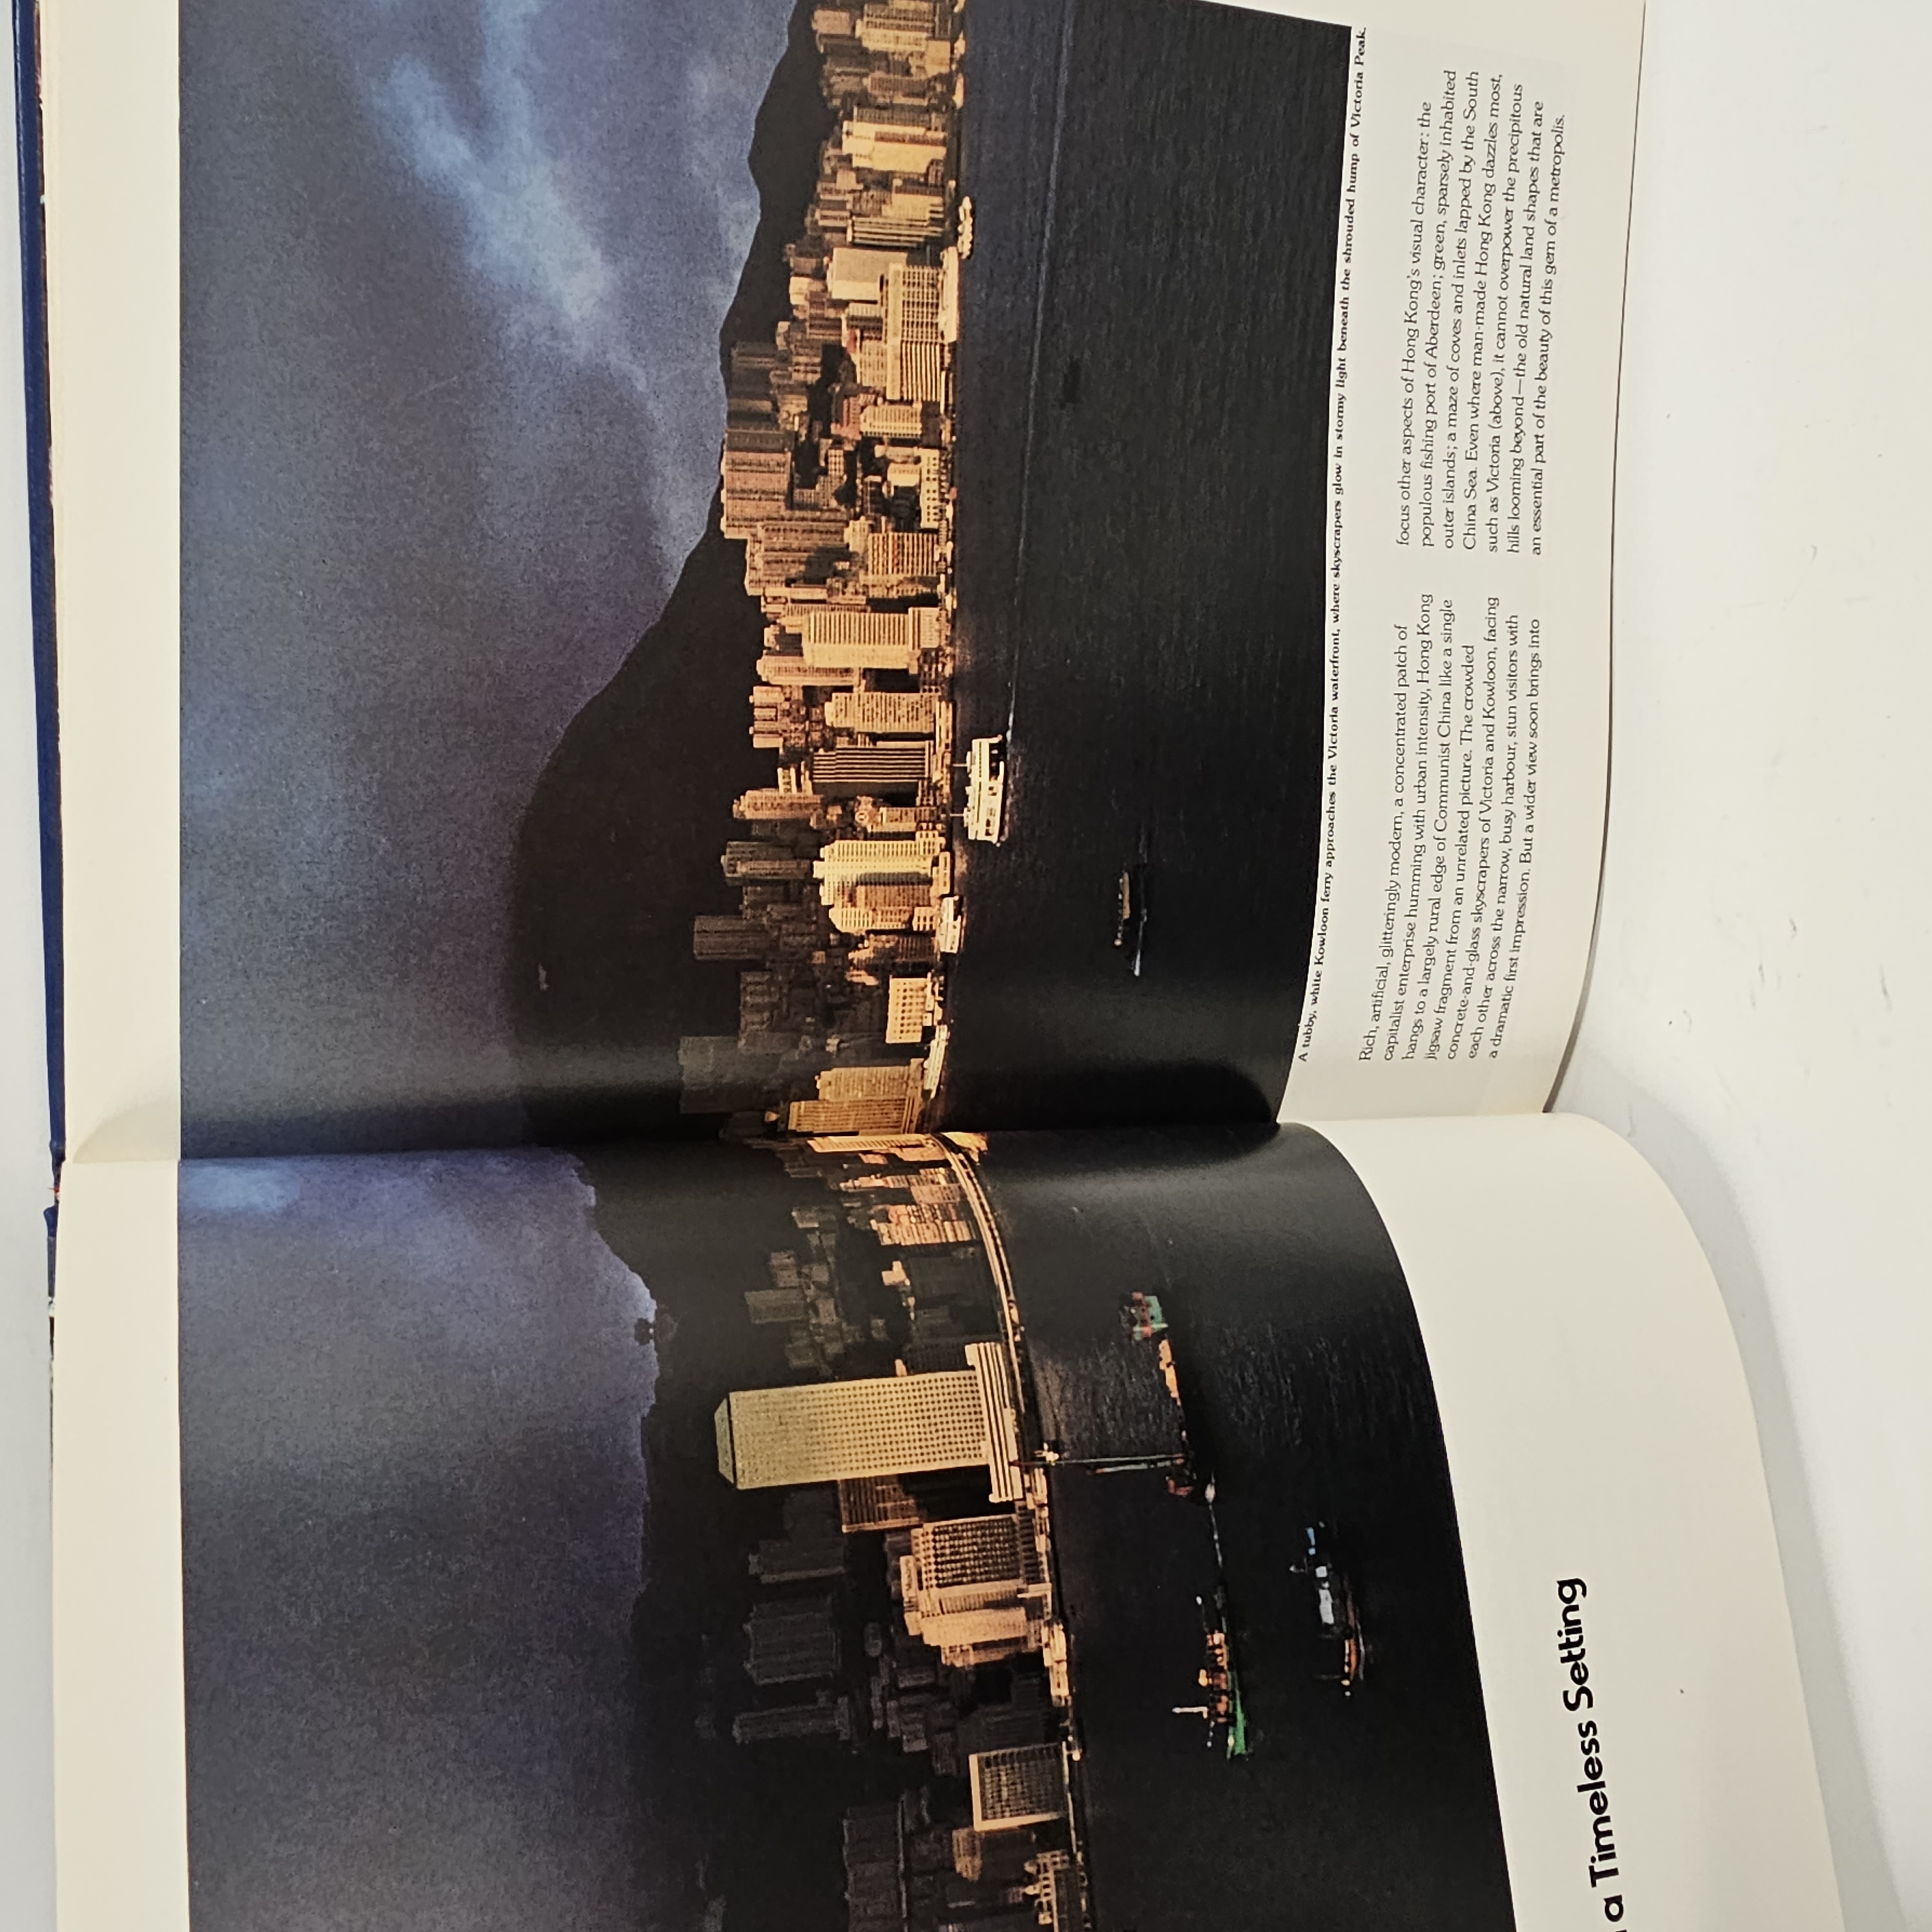 a Timeless Setting
A tubby, white Kowloon ferry approaches the Victoria waterfront, where skyscrapers glow in stormy light beneath the shrouded hump of Victoria Peak.
Rich, artificial, glitteringly modern, a concentrated patch of
capitalist enterprise humming with urban intensity, Hong Kong
hangs to a largely rural edge of Communist China like a single
jigsaw fragment from an unrelated picture. The crowded
concrete-and-glass skyscrapers of Victoria and Kowloon, facing
each other across the narrow, busy harbour, stun visitors with
a dramatic first impression. But a wider view soon brings into
focus other aspects of Hong Kong's visual character: the
populous fishing port of Aberdeen; green, sparsely inhabited
outer islands; a maze of coves and inlets lapped by the South
China Sea. Even where man-made Hong Kong dazzles most,
such as Victoria (above), it cannot overpower the precipitous
hills looming beyond—the old natural land shapes that are
an essential part of the beauty of this gem of a metropolis.